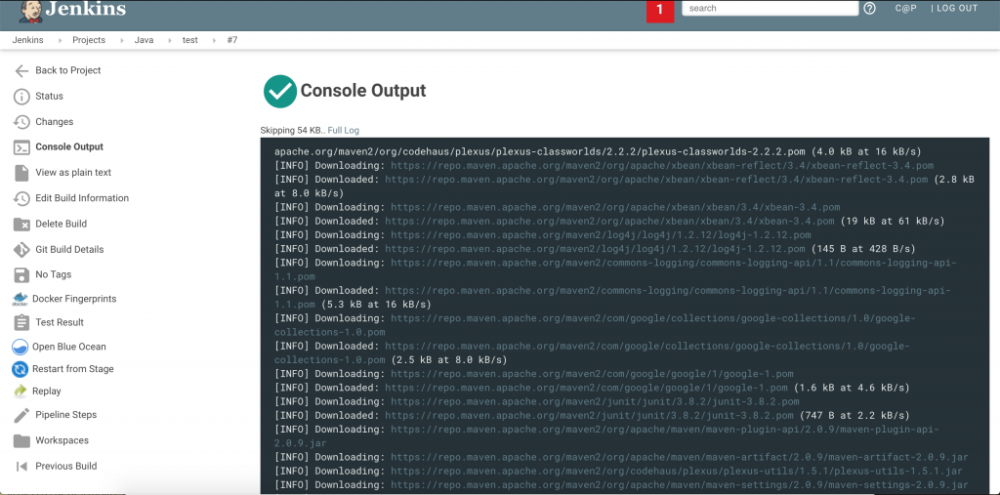 Jenkins
1
search
C@P
| LOG OUT
Jenkins
Projects
Java
test
#7
Back to Project
Status
Changes
Console Output
View as plain text
Edit Build Information
Delete Build
Git Build Details
No Tags
docker
Docker Fingerprints
Test Result
Open Blue Ocean
Restart from Stage
Replay
Pipeline Steps
Workspaces
Previous Build
Console Output
Skipping 54 KB.. Full Log
apache.org/maven2/org/codehaus/plexus/plexus-classworlds/2.2.2/plexus-classworlds-2.2.2.pom (4.0 kB at 16 kB/s)
[INFO] Downloading: https://repo.maven.apache.org/maven2/org/apache/xbean/xbean-reflect/3.4/xbean-reflect-3.4.pom
[INFO] Downloaded: https://repo.maven.apache.org/maven2/org/apache/xbean/xbean-reflect/3.4/xbean-reflect-3.4.pom (2.8 kB
at 8.0 kB/s)
[INFO] Downloading: https://repo.maven.apache.org/maven2/org/apache/xbean/xbean/3.4/xbean-3.4.pom
[INFO] Downloaded: https://repo.maven.apache.org/maven2/org/apache/xbean/xbean/3.4/xbean-3.4.pom (19 kB at 61 kB/s)
[INFO] Downloading: https://repo.maven.apache.org/maven2/log4j/log4j/1.2.12/log4j-1.2.12.pom
[INFO] Downloaded: https://repo.maven.apache.org/maven2/log4j/log4j/1.2.12/log4j-1.2.12.pom (145 B at 428 B/s)
[INFO] Downloading: https://repo.maven.apache.org/maven2/commons-logging/commons-logging-api/1.1/commons-logging-api-
1.1.pom
[INFO] Downloaded: https://repo.maven.apache.org/maven2/commons-logging/commons-logging-api/1.1/commons-logging-api-
1.1.pom (5.3 kB at 16 kB/s)
[INFO] Downloading: https://repo.maven.apache.org/maven2/com/google/collections/google-collections/1.0/google-
collections-1.0.pom
[INFO] Downloaded: https://repo.maven.apache.org/maven2/com/google/collections/google-collections/1.0/google-
collections-1.0.pom (2.5 kB at 8.0 kB/s)
[INFO] Downloading: https://repo.maven.apache.org/maven2/com/google/google/1/google-1.pom
[INFO] Downloaded: https://repo.maven.apache.org/maven2/com/google/google/1/google-1.pom (1.6 kB at 4.6 kB/s)
[INFO] Downloading: https://repo.maven.apache.org/maven2/junit/junit/3.8.2/junit-3.8.2.pom
[INFO] Downloaded: https://repo.maven.apache.org/maven2/junit/junit/3.8.2/junit-3.8.2.pom (747 B at 2.2 kB/s)
[INFO] Downloading: https://repo.maven.apache.org/maven2/org/apache/maven/maven-plugin-api/2.0.9/maven-plugin-api-
2.0.9.jar
[INFO] Downloading: https://repo.maven.apache.org/maven2/org/apache/maven/maven-artifact/2.0.9/maven-artifact-2.0.9.jar
[INFO] Downloading: https://repo.maven.apache.org/maven2/org/codehaus/plexus/plexus-utils/1.5.1/plexus-utils-1.5.1.jar
[INFO] Downloading: https://repo.maven.apache.org/maven2/org/apache/maven/maven-settings/2.0.9/maven-settings-2.0.9.jar